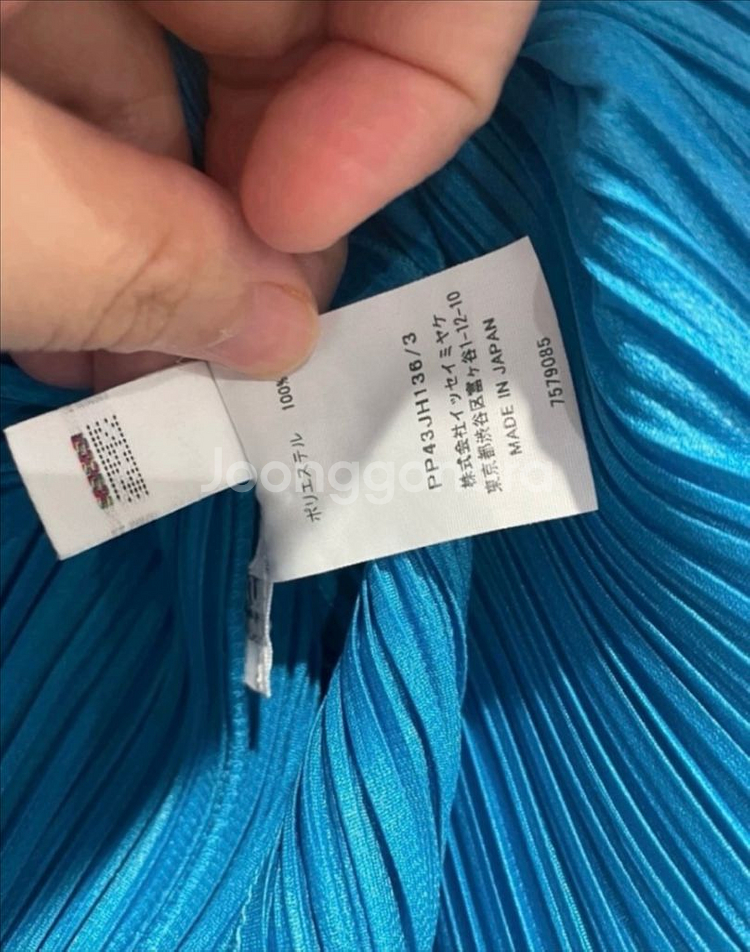 ポリエステル 100%
PP43JH136/3
株式会社イッセイミヤケ
東京都渋谷区富ヶ谷1-12-10
MADE IN JAPAN
7579085
Joonggonara